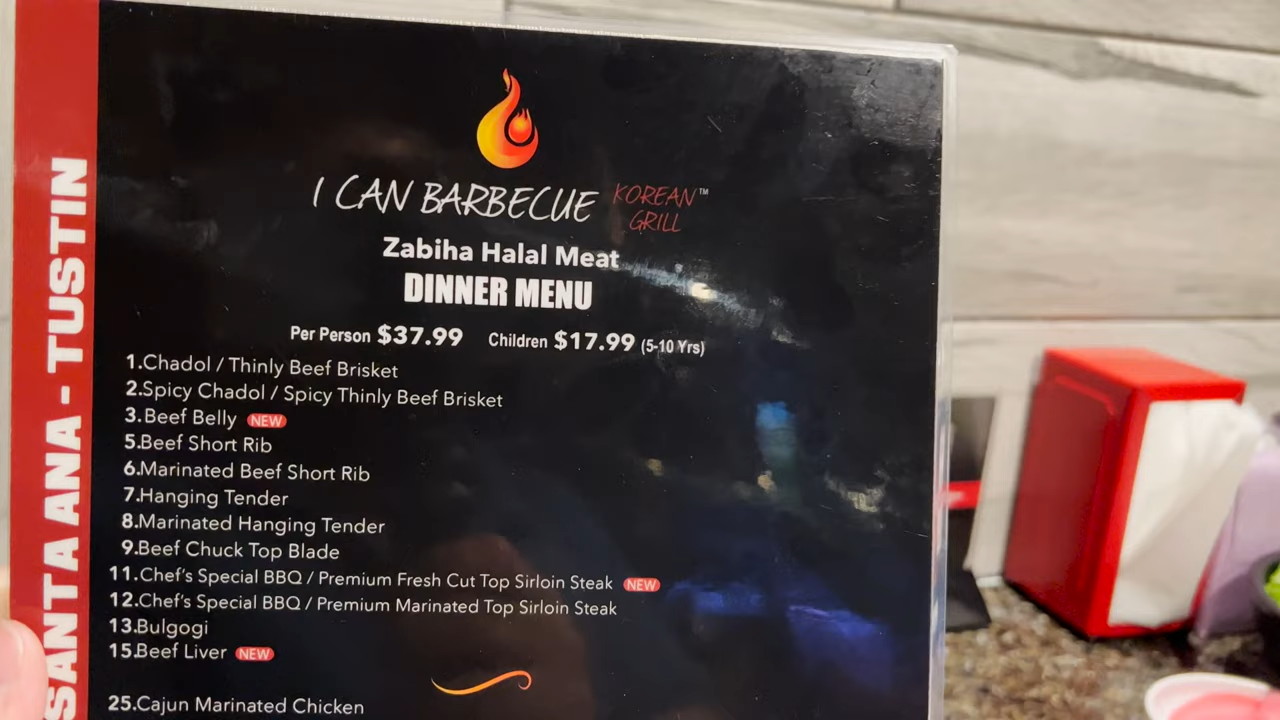 SANTA ANA - TUSTIN
I CAN BARBECUE KOREAN™
GRILL
Zabiha Halal Meat
DINNER MENU
Per Person $37.99 Children $17.99 (5-10 Yrs)
1.Chadol / Thinly Beef Brisket
2.Spicy Chadol / Spicy Thinly Beef Brisket
3.Beef Belly NEW
5.Beef Short Rib
6.Marinated Beef Short Rib
7.Hanging Tender
8.Marinated Hanging Tender
9.Beef Chuck Top Blade
11.Chef's Special BBQ / Premium Fresh Cut Top Sirloin Steak NEW
12.Chef's Special BBQ / Premium Marinated Top Sirloin Steak
13.Bulgogi
15.Beef Liver NEW
25.Cajun Marinated Chicken